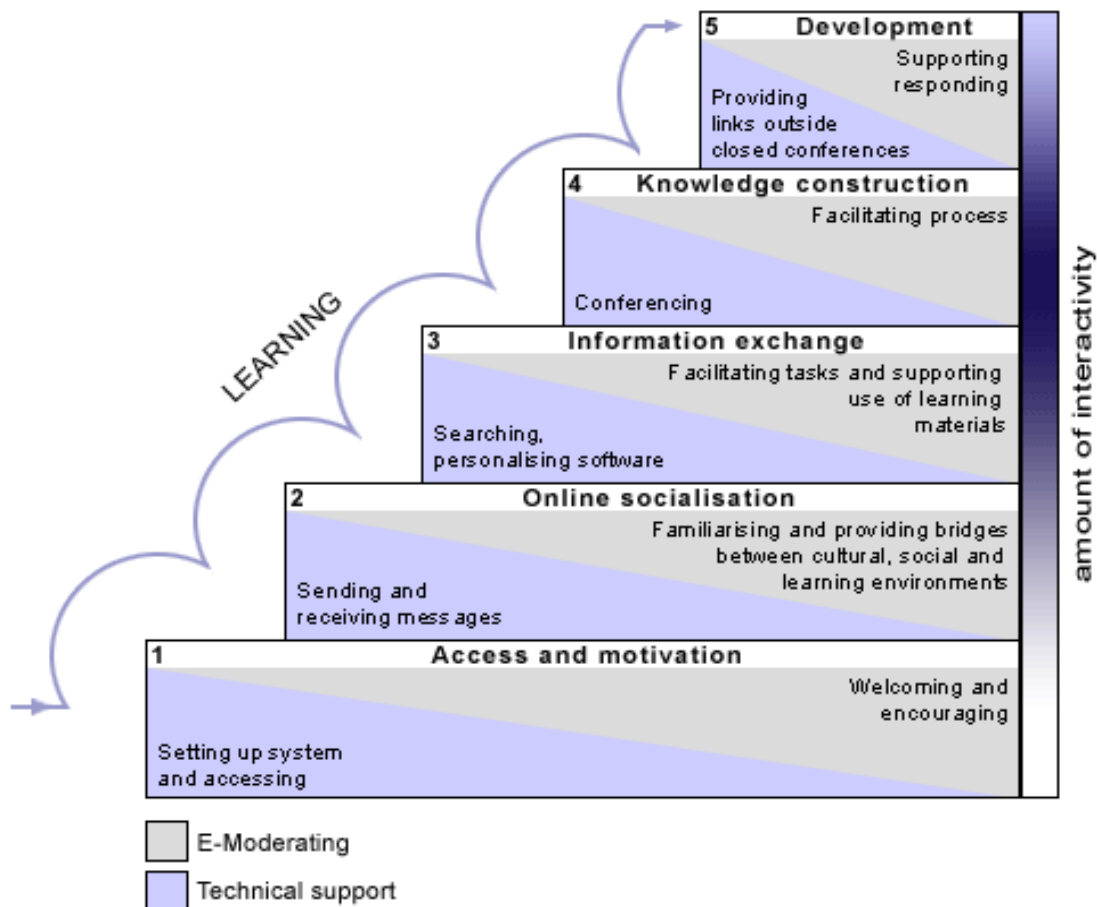 5 Development
Supporting
responding
Providing
links outside
closed conferences
4 Knowledge construction
Facilitating process
Conferencing
LEARNING
3 Information exchange
Facilitating tasks and supporting
use of learning
materials
Searching,
personalising software
2 Online socialisation
Familiarising and providing bridges
between cultural, social and
learning environments
Sending and
receiving messages
1 Access and motivation
Welcoming and
encouraging
Setting up system
and accessing
amount of interactivity
E-Moderating
Technical support